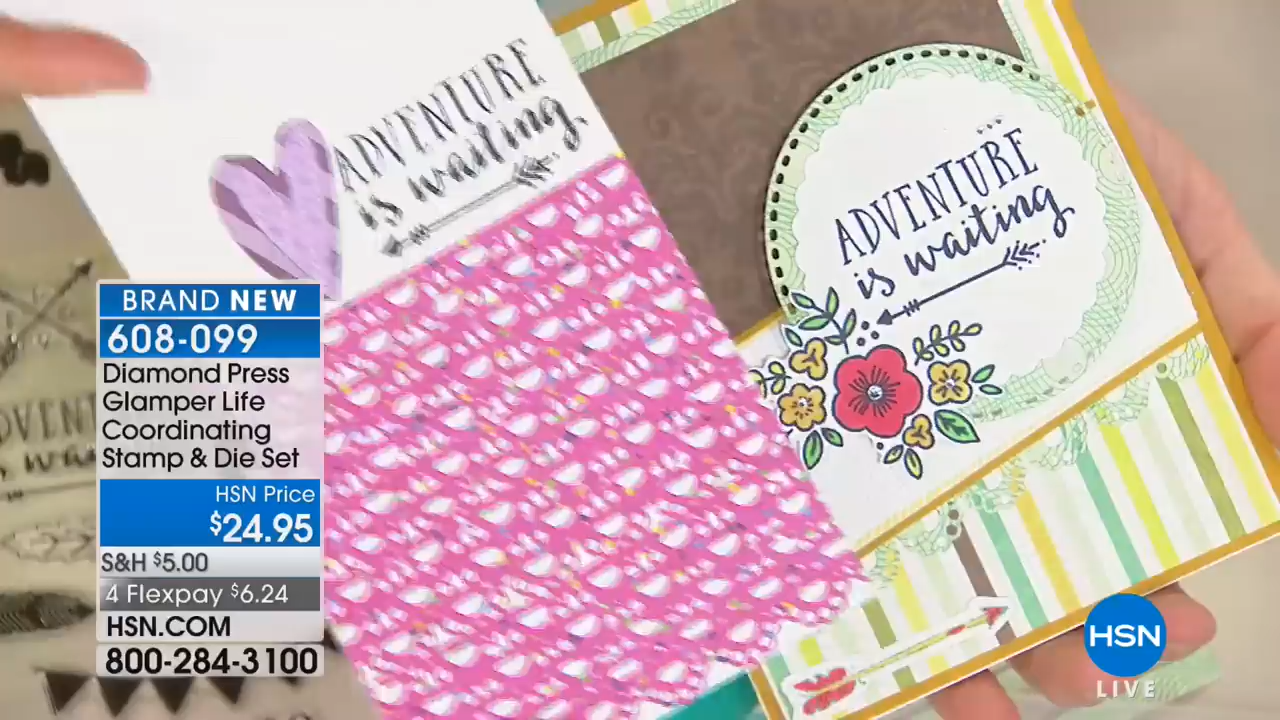 ADVENTURE
is waiting
ADVENTURE
is waiting
BRAND NEW
608-099
Diamond Press
Glamper Life
Coordinating
Stamp & Die Set
HSN Price
$24.95
S&H $5.00
4 Flexpay $6.24
HSN.COM
800-284-3100
HSN
LIVE